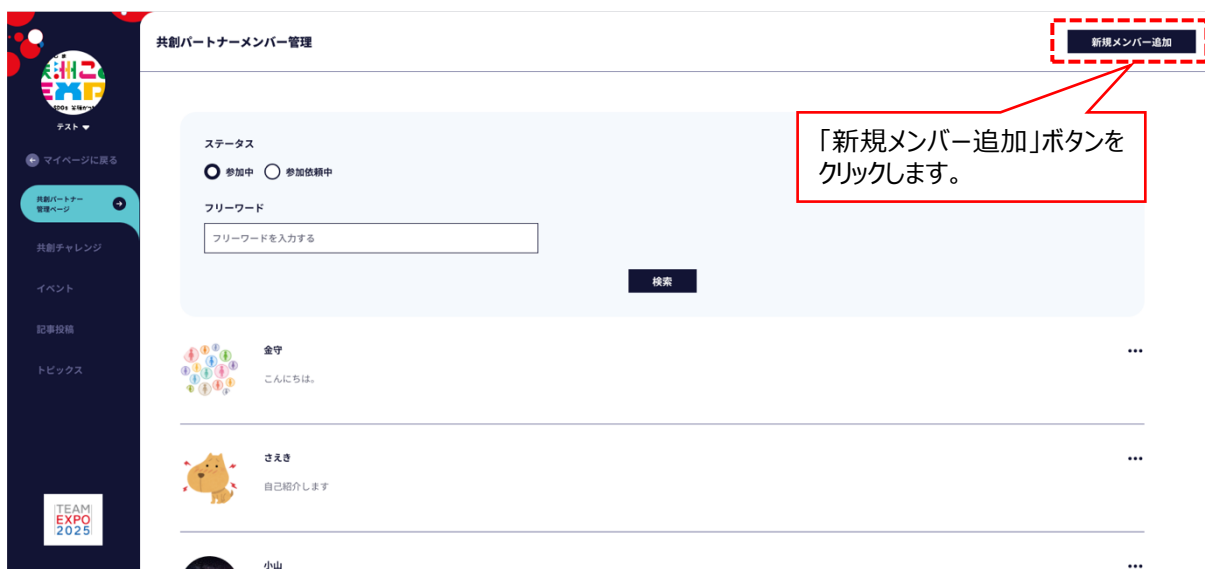 共創パートナーメンバー管理
新規メンバー追加
「新規メンバー追加」ボタンを
クリックします。
EXP
テスト
マイページに戻る
共創パートナー
管理ページ
共創チャレンジ
イベント
記事投稿
トピックス
TEAM
EXPO
2025
ステータス
参加中 参加依頼中
フリーワード
フリーワードを入力する
検索
金守
こんにちは。
さえき
自己紹介します
小山